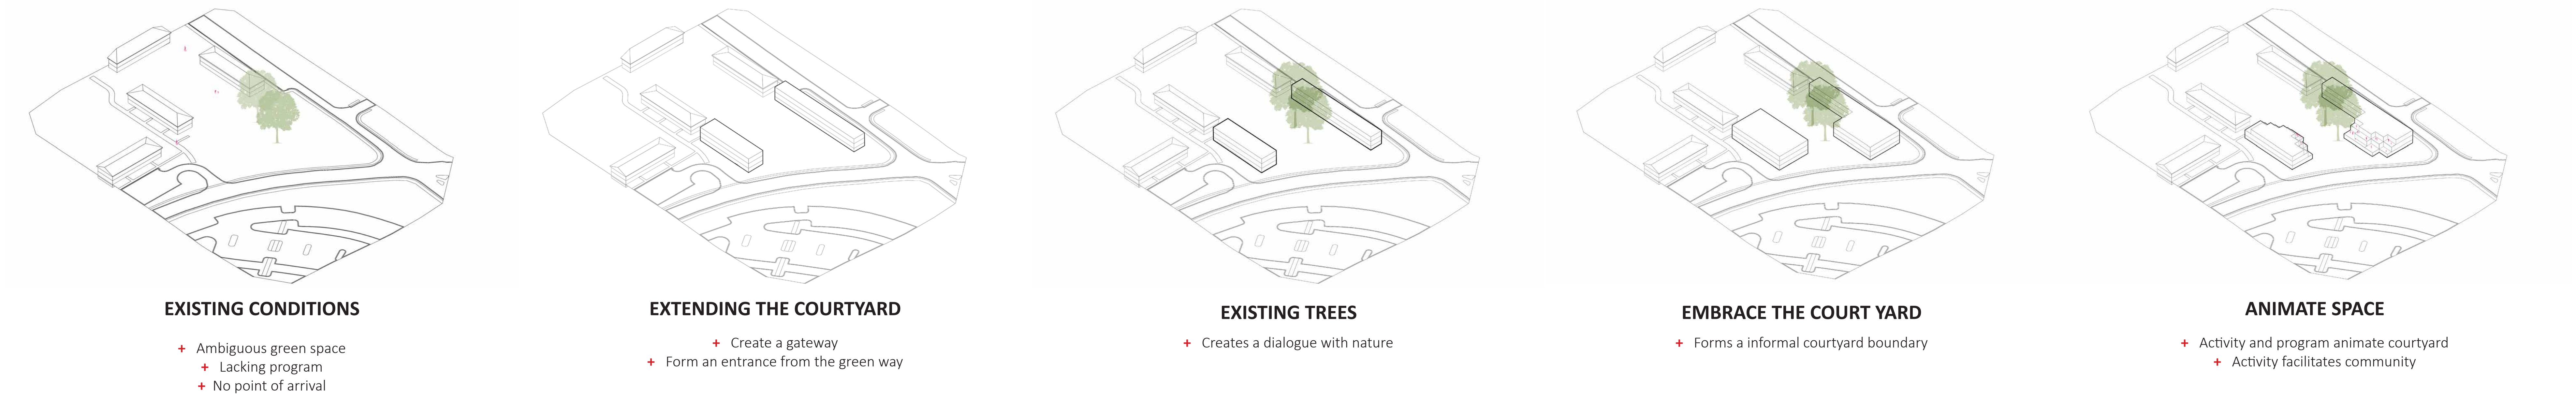 EXISTING CONDITIONS
+ Ambiguous green space
+ Lacking program
+ No point of arrival
EXTENDING THE COURTYARD
+ Create a gateway
+ Form an entrance from the green way
EXISTING TREES
+ Creates a dialogue with nature
EMBRACE THE COURT YARD
+ Forms a informal courtyard boundary
ANIMATE SPACE
+ Activity and program animate courtyard
+ Activity facilitates community